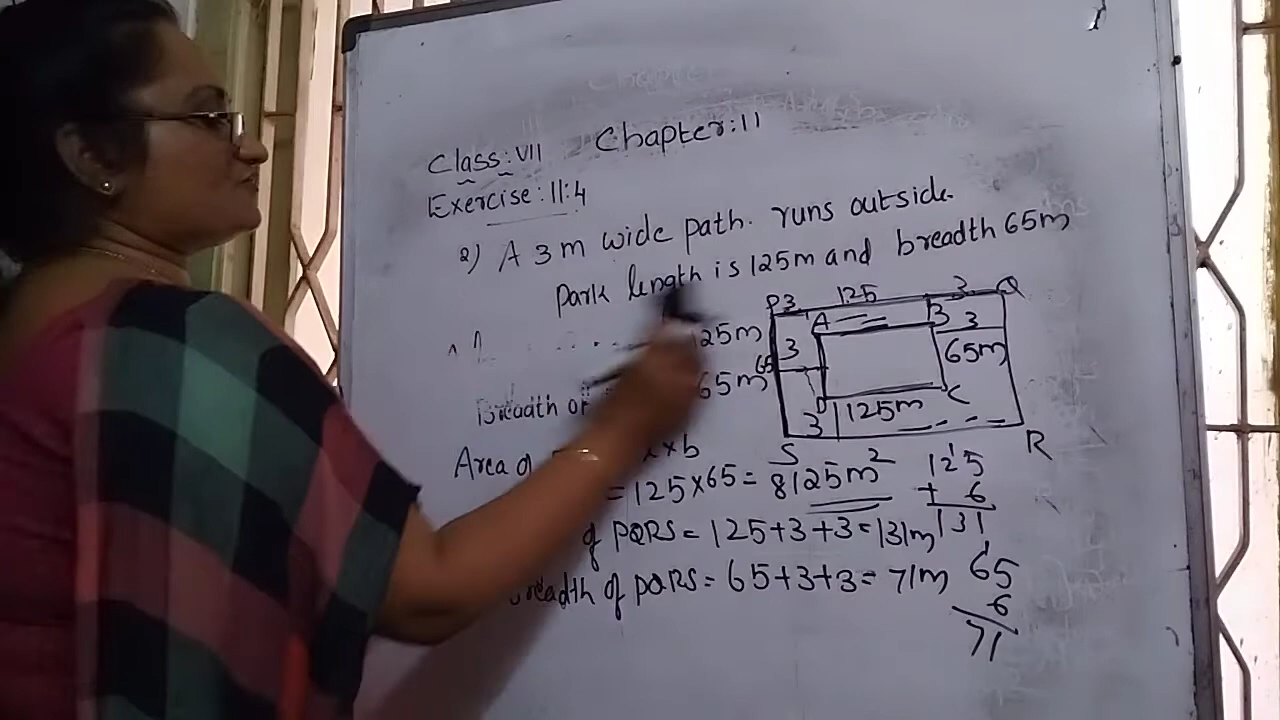 Chapter:11
Class:VII
Exercise:11:4
2) A 3m wide path. runs outside.
park length is 125m and breadth 65m
P 3 125 3 Q
A B 3
125m
3 65m
65
65m
Breadth of
D 125m C
3
S R
Area of l×b
=125×65= 8125m²
125
+ 6
131
of PQRS = 125+3+3=131m
Breadth of PQRS= 65+3+3= 71m
65
6
71